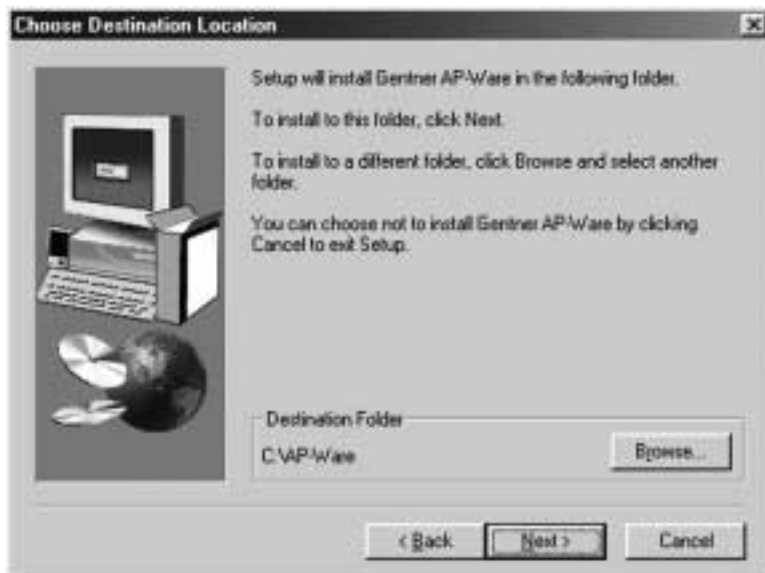 Choose Destination Location
Setup will install Gentner AP-Ware in the following folder.
To install to this folder, click Next.
To install to a different folder, click Browse and select another
folder.
You can choose not to install Gentner AP-Ware by clicking
Cancel to exit Setup.
Destination Folder
C:\AP-Ware
Browse...
< Back
Next >
Cancel